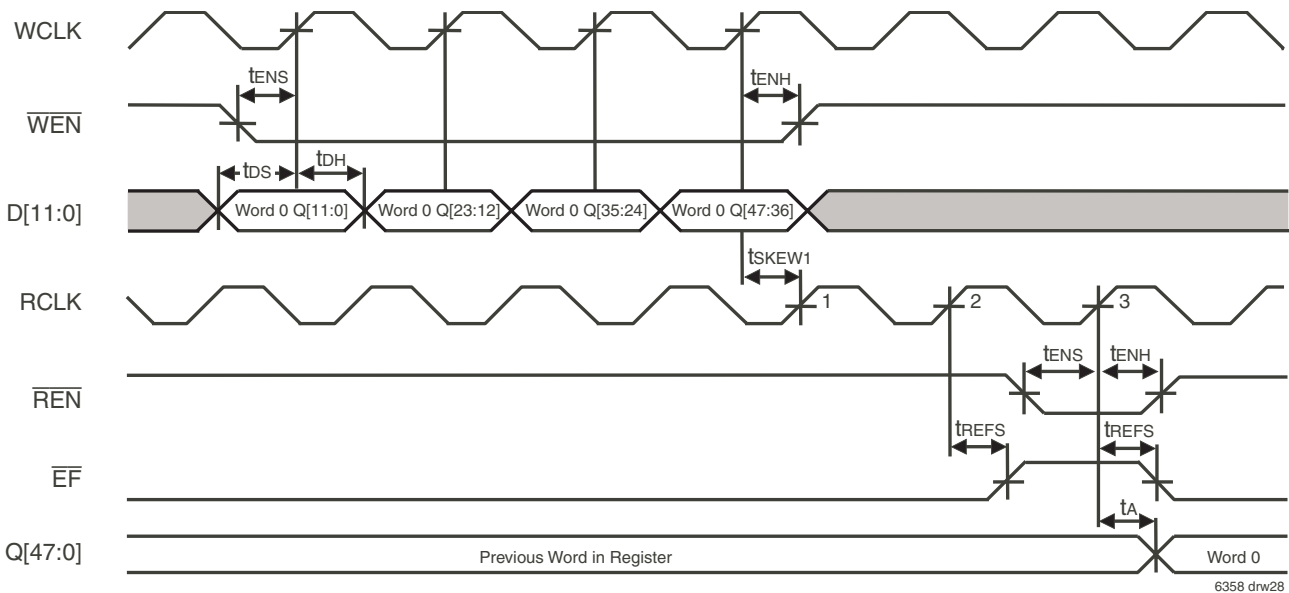 WCLK
tENS
tENH
WEN
tDS
tDH
D[11:0]
Word 0 Q[11:0]
Word 0 Q[23:12]
Word 0 Q[35:24]
Word 0 Q[47:36]
tSKEW1
RCLK
1
2
3
tENS
tENH
REN
tREFS
tREFS
EF
tA
Q[47:0]
Previous Word in Register
Word 0
6358 drw28